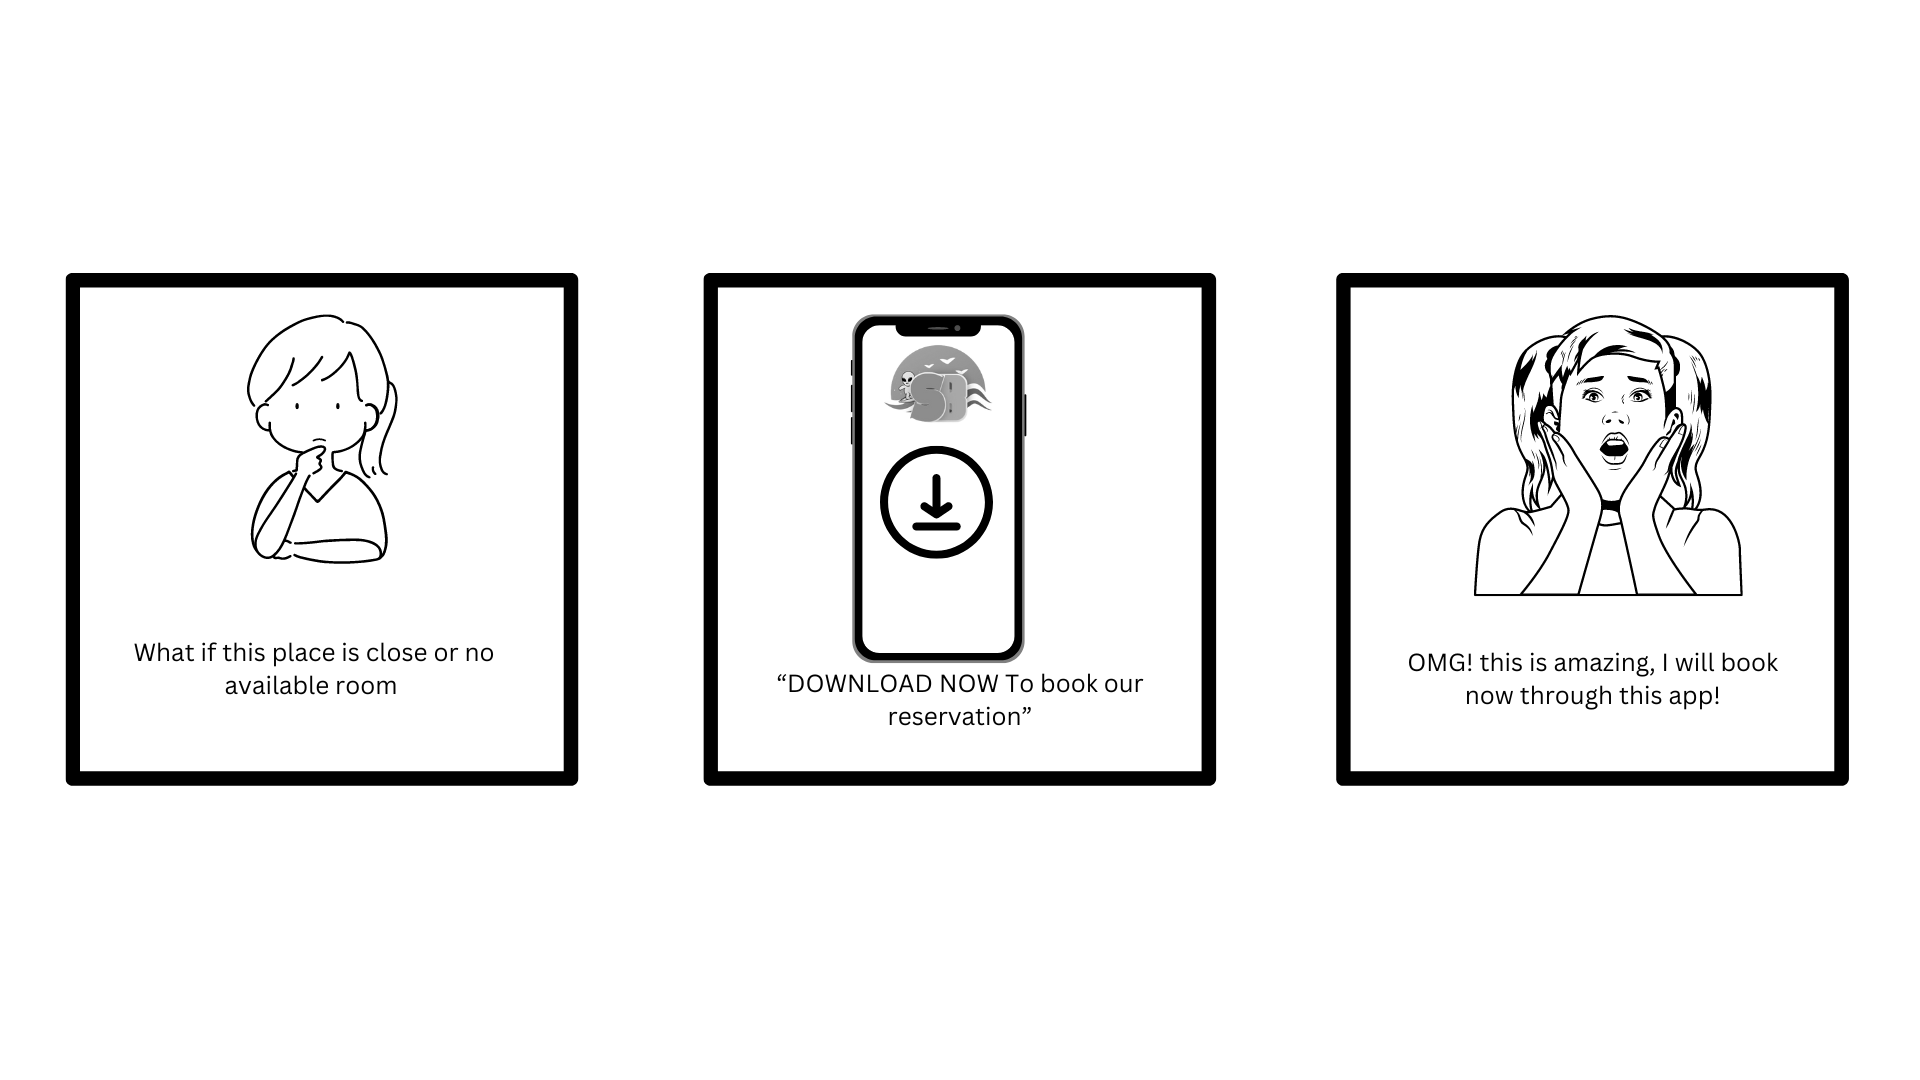 What if this place is close or no
available room
SB
“DOWNLOAD NOW To book our
reservation”
OMG! this is amazing, I will book
now through this app!